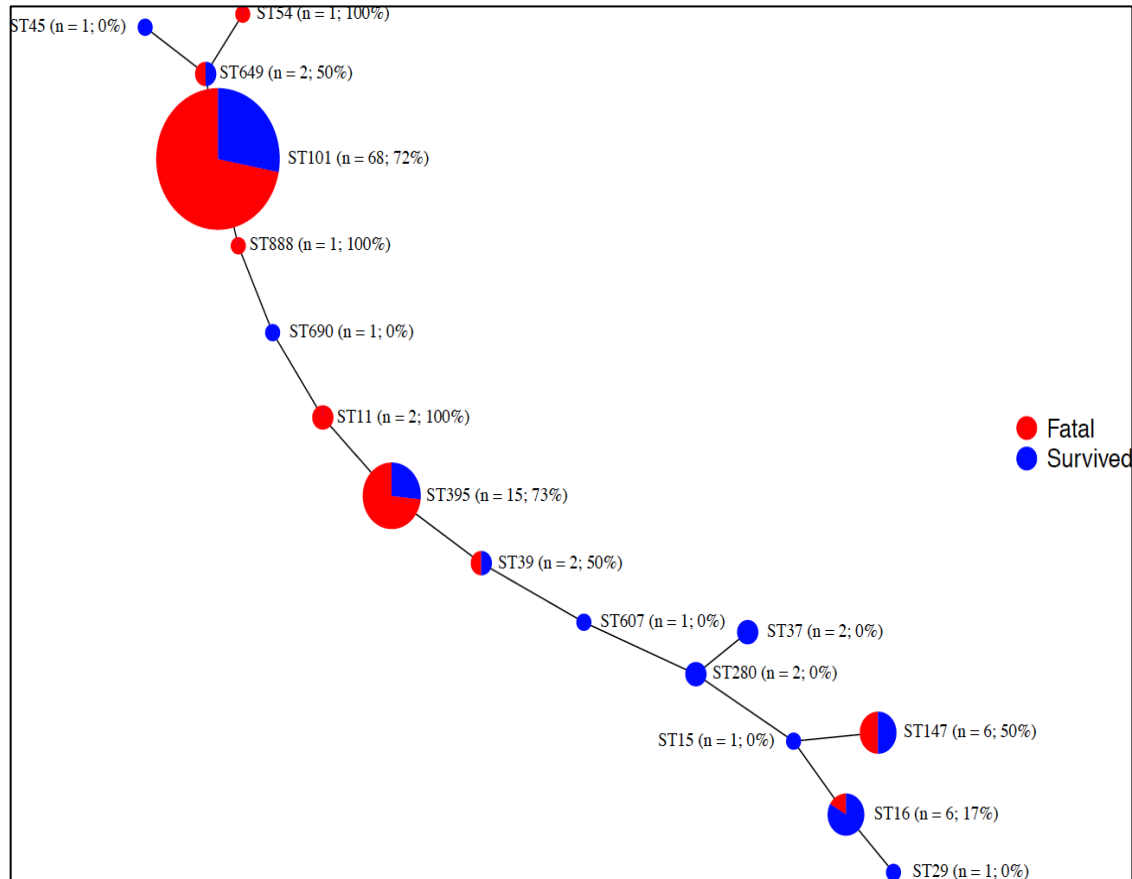 ST54 (n = 1; 100%)
ST45 (n = 1; 0%)
ST649 (n = 2; 50%)
ST101 (n = 68; 72%)
ST888 (n = 1; 100%)
ST690 (n = 1; 0%)
ST11 (n = 2; 100%)
Fatal
Survived
ST395 (n = 15; 73%)
ST39 (n = 2; 50%)
ST607 (n = 1; 0%)
ST37 (n = 2; 0%)
ST280 (n = 2; 0%)
ST147 (n = 6; 50%)
ST15 (n = 1; 0%)
ST16 (n = 6; 17%)
ST29 (n = 1; 0%)